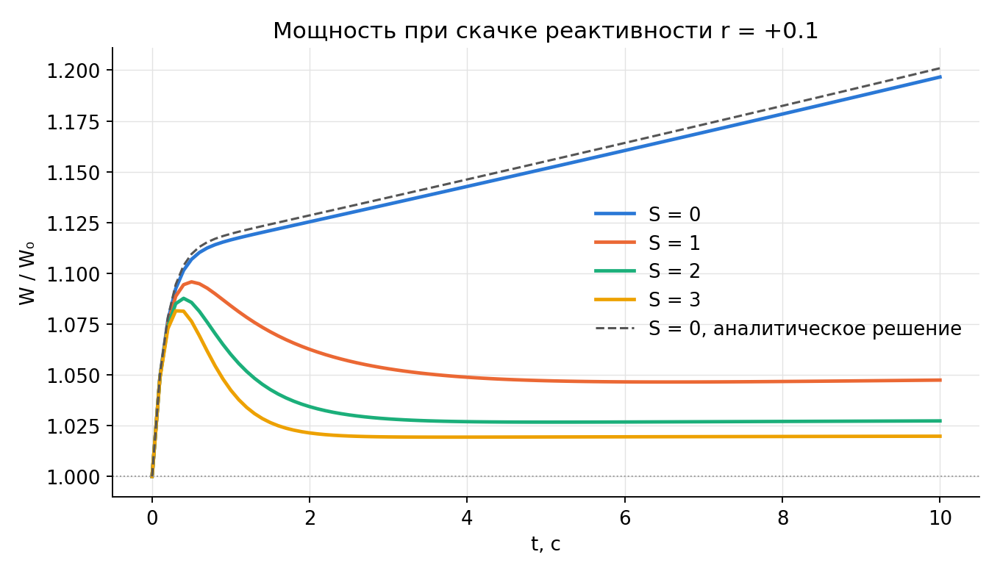 Мощность при скачке реактивности r = +0.1
W / W₀
1.200
1.175
1.150
1.125
1.100
1.075
1.050
1.025
1.000
S = 0
S = 1
S = 2
S = 3
S = 0, аналитическое решение
0 2 4 6 8 10
t, с